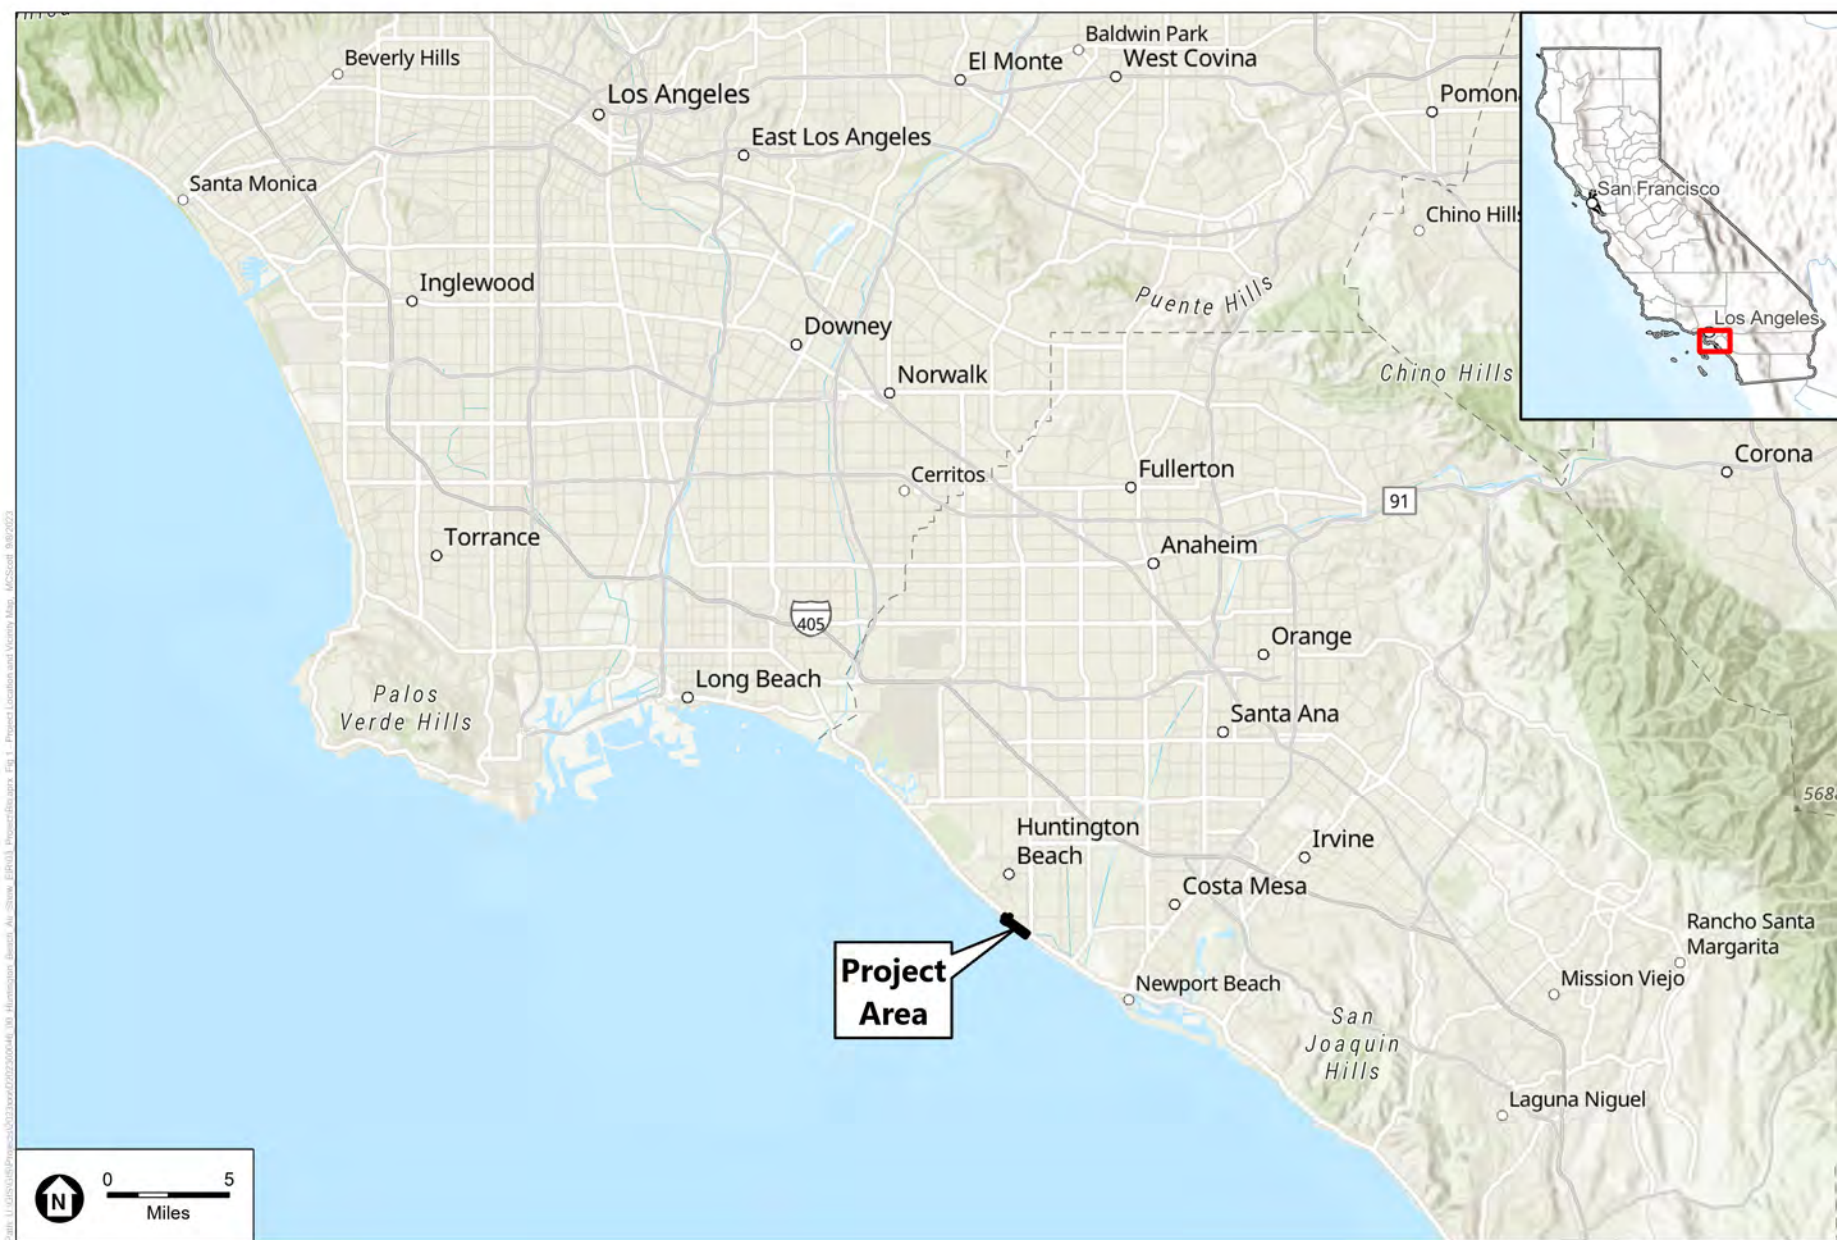 Baldwin Park
Beverly Hills
El Monte
West Covina
Los Angeles
Pomon
East Los Angeles
Santa Monica
San Francisco
Chino Hills
Inglewood
Puente Hills
Downey
Los Angeles
Norwalk
Chino Hills
Corona
Cerritos
Fullerton
91
Torrance
Anaheim
405
Orange
Long Beach
Palos
Verde Hills
Santa Ana
568
Huntington
Beach
Irvine
Costa Mesa
Rancho Santa
Margarita
Project
Area
Newport Beach
Mission Viejo
San
Joaquin
Hills
Laguna Niguel
N
0 5
Miles